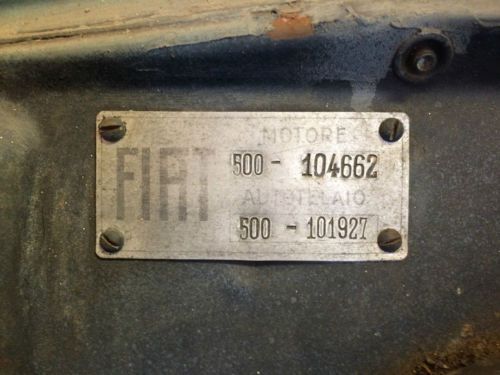 FIAT
MOTORE
500 - 104662
AUTOTELAIO
500 - 101927